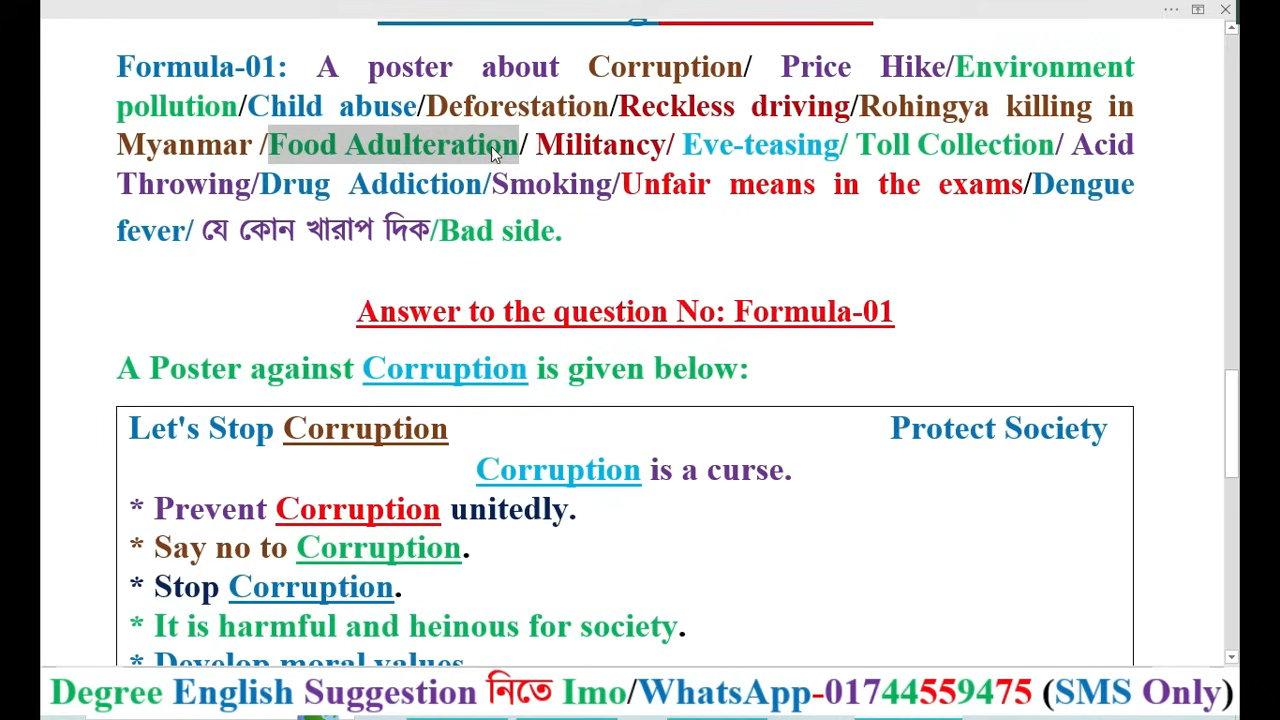 Formula-01: A poster about Corruption/ Price Hike/Environment
pollution/Child abuse/Deforestation/Reckless driving/Rohingya killing in
Myanmar /Food Adulteration/ Militancy/ Eve-teasing/ Toll Collection/ Acid
Throwing/Drug Addiction/Smoking/Unfair means in the exams/Dengue
fever/ যে কোন খারাপ দিক/Bad side.
Answer to the question No: Formula-01
A Poster against Corruption is given below:
Let's Stop Corruption Protect Society
Corruption is a curse.
* Prevent Corruption unitedly.
* Say no to Corruption.
* Stop Corruption.
* It is harmful and heinous for society.
* Develop moral values
Degree English Suggestion নিতে Imo/WhatsApp-01744559475 (SMS Only)